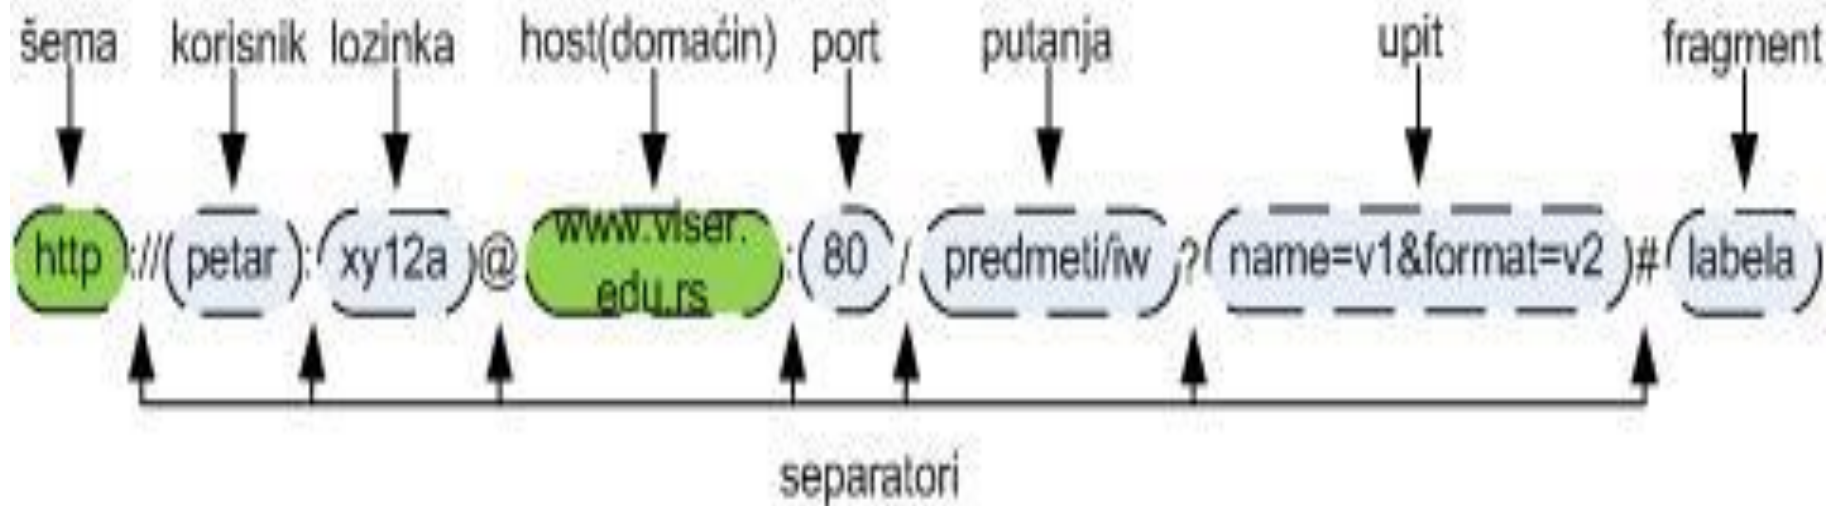 šema korisnik lozinka host(domaćin) port putanja upit fragment
http://(petar):(xy12a)@(www.viser.
edu.rs):(80)/(predmeti/iw)?(name=v1&format=v2)#(labela)
separatori